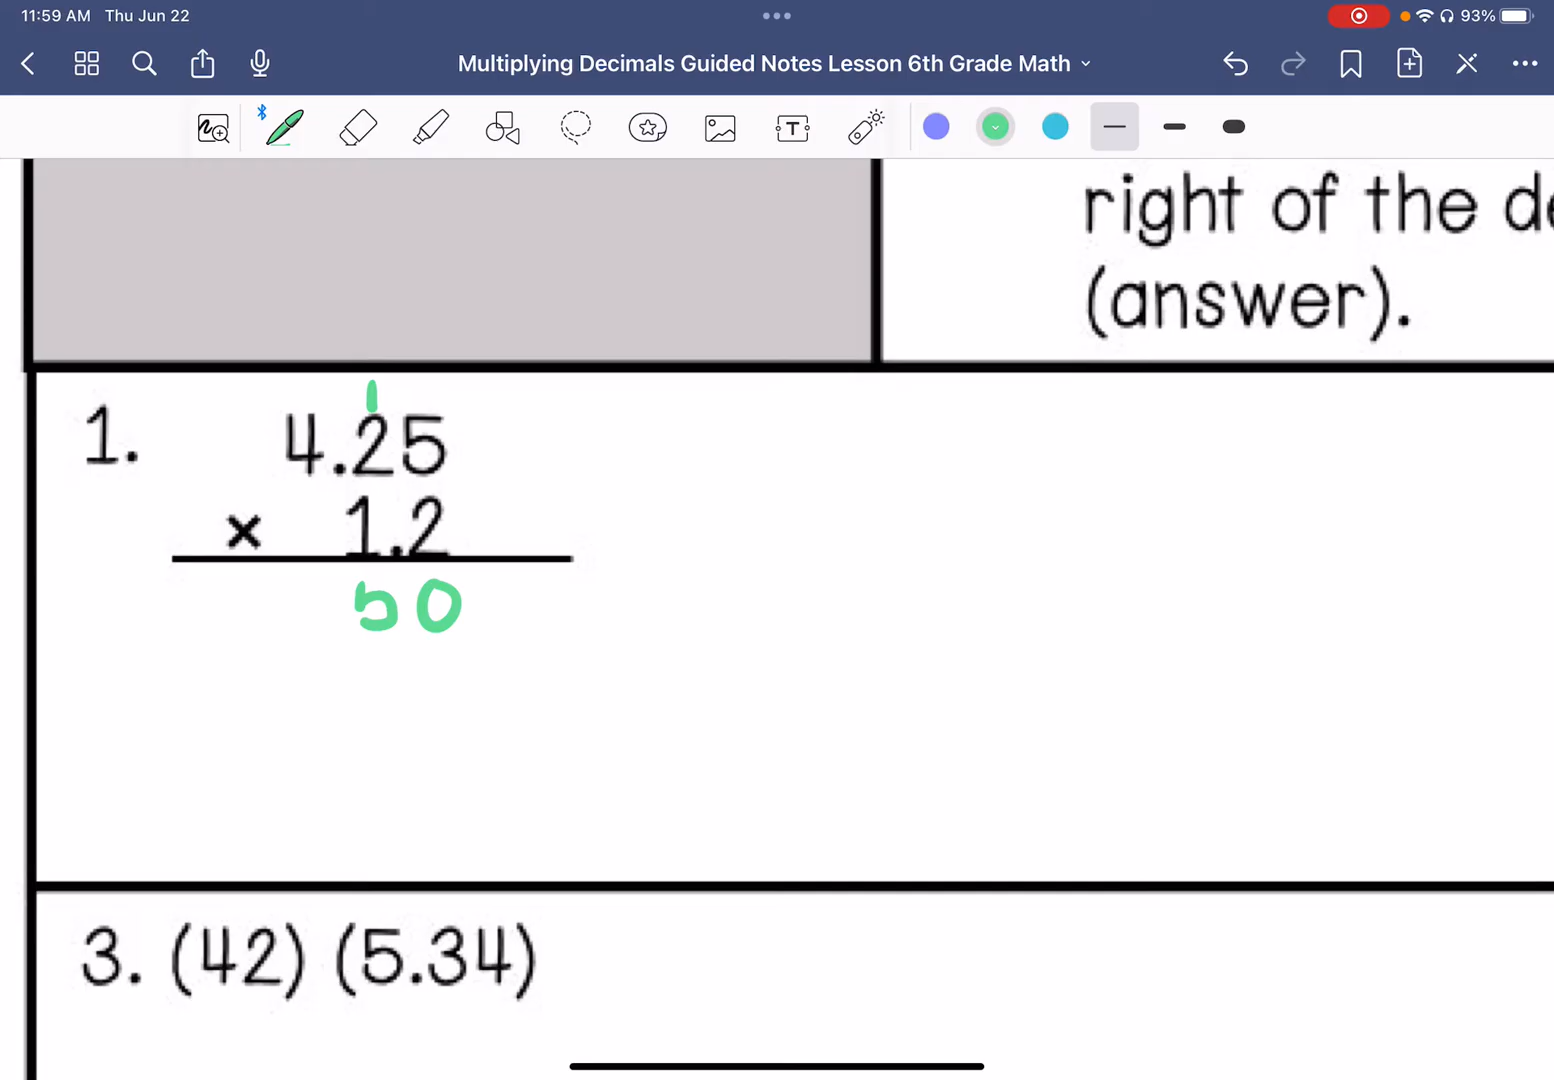 11:59 AM Thu Jun 22
93%
Multiplying Decimals Guided Notes Lesson 6th Grade Math
T
right of the de
(answer).
1
1. 4.25
× 1.2
50
3. (42) (5.34)